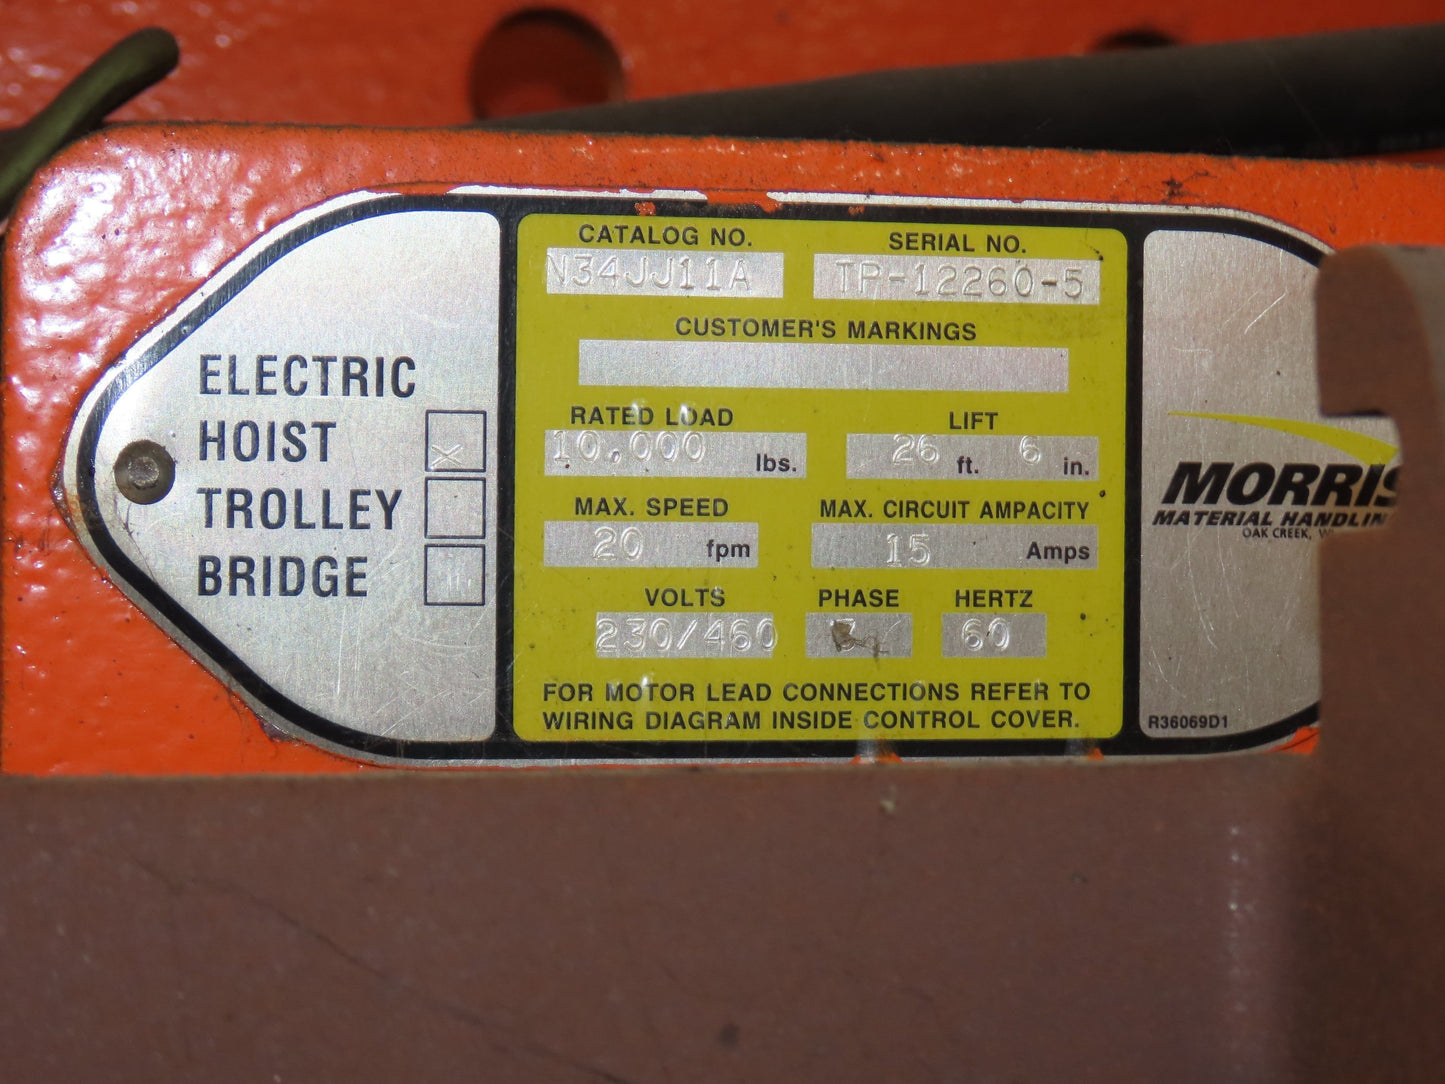 ELECTRIC
HOIST X
TROLLEY
BRIDGE
CATALOG NO. SERIAL NO.
N34JJ11A TP-12260-5
CUSTOMER'S MARKINGS
RATED LOAD LIFT
10,000 lbs. 26 ft. 6 in.
MAX. SPEED MAX. CIRCUIT AMPACITY
20 fpm 15 Amps
VOLTS PHASE HERTZ
230/460 3 60
FOR MOTOR LEAD CONNECTIONS REFER TO
WIRING DIAGRAM INSIDE CONTROL COVER.
MORRIS
MATERIAL HANDLIN
OAK CREEK, W
R36069D1